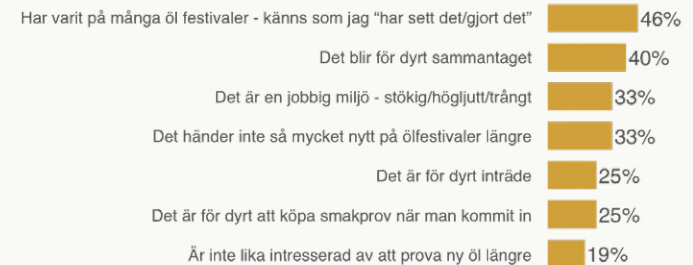 Har varit på många öl festivaler - känns som jag “har sett det/gjort det” 46%
Det blir för dyrt sammantaget 40%
Det är en jobbig miljö - stökig/högljutt/trångt 33%
Det händer inte så mycket nytt på ölfestivaler längre 33%
Det är för dyrt inträde 25%
Det är för dyrt att köpa smakprov när man kommit in 25%
Är inte lika intresserad av att prova ny öl längre 19%